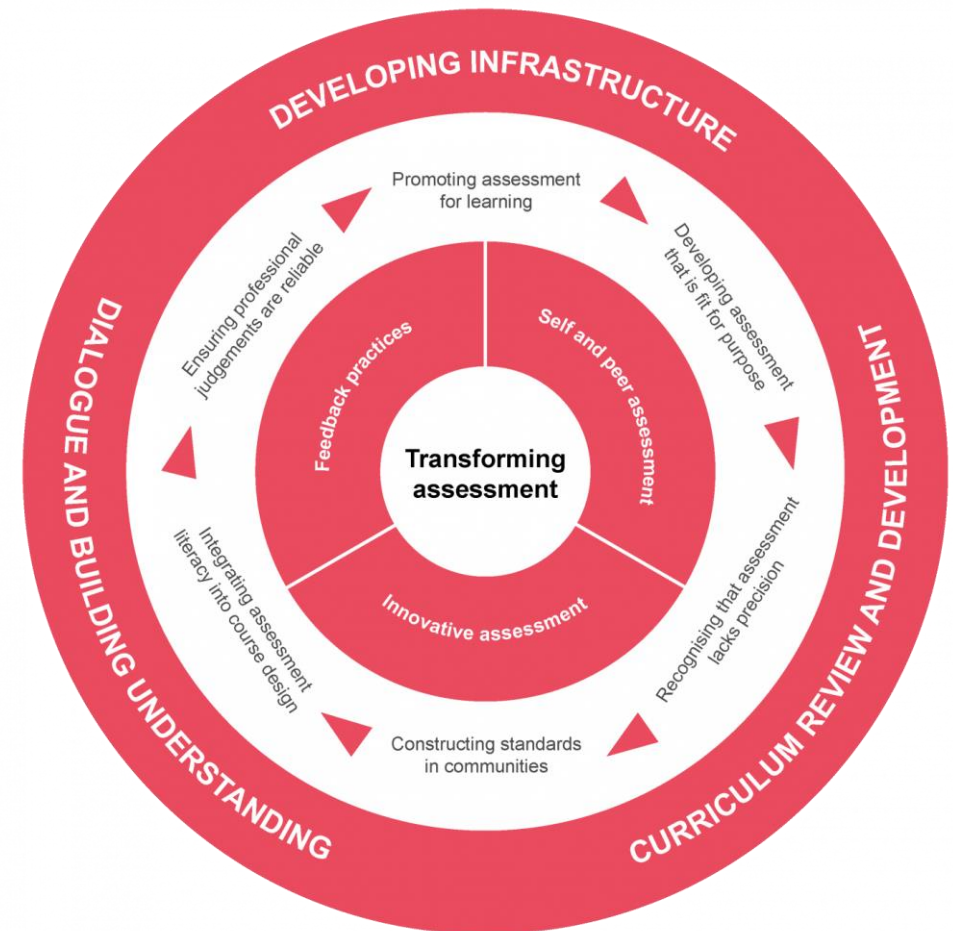 DEVELOPING INFRASTRUCTURE
CURRICULUM REVIEW AND DEVELOPMENT
DIALOGUE AND BUILDING UNDERSTANDING
Promoting assessment
for learning
Developing assessment
that is fit for purpose
Recognising that assessment
lacks precision
Constructing standards
in communities
Integrating assessment
literacy into course design
Ensuring professional
judgements are reliable
Self and peer assessment
Innovative assessment
Feedback practices
Transforming
assessment